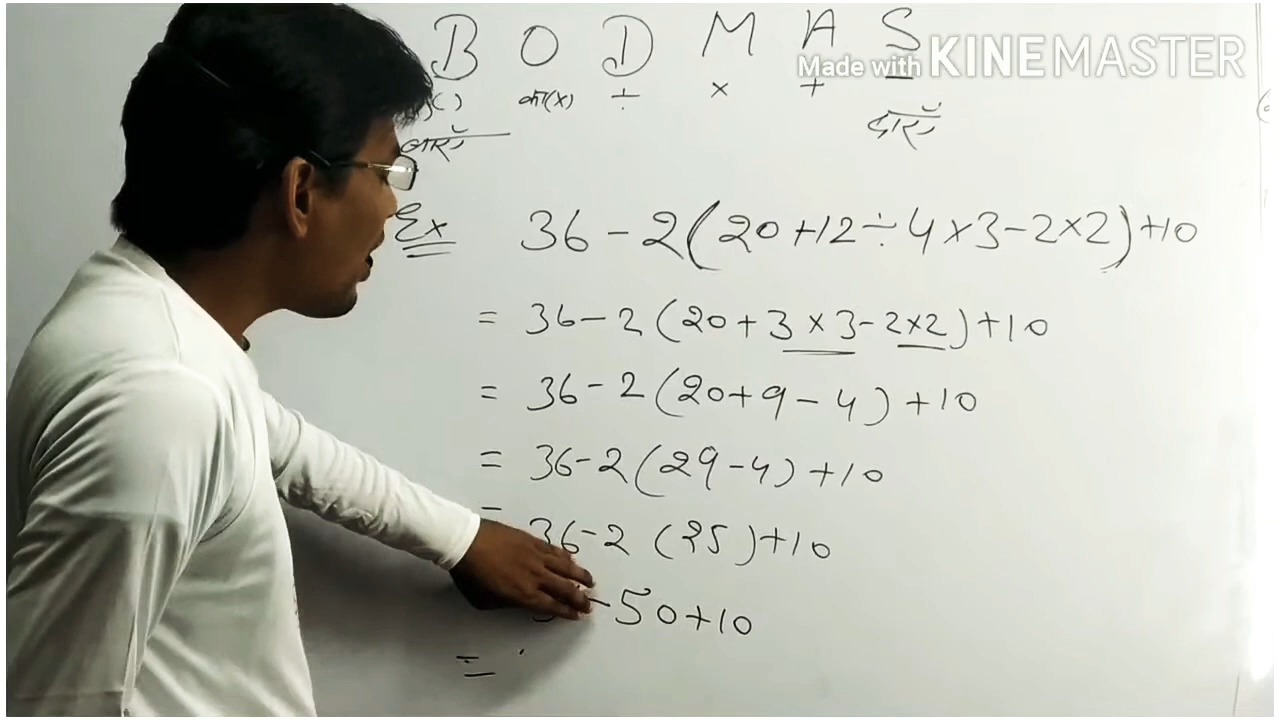 B O D M A S
Made with KINEMASTER
( ) का(x) ÷ × +
Ex 36 - 2(20+12÷4×3-2×2)+10
= 36-2(20+3×3-2×2)+10
= 36-2(20+9-4)+10
= 36-2(29-4)+10
= 36-2(25)+10
-50+10
=